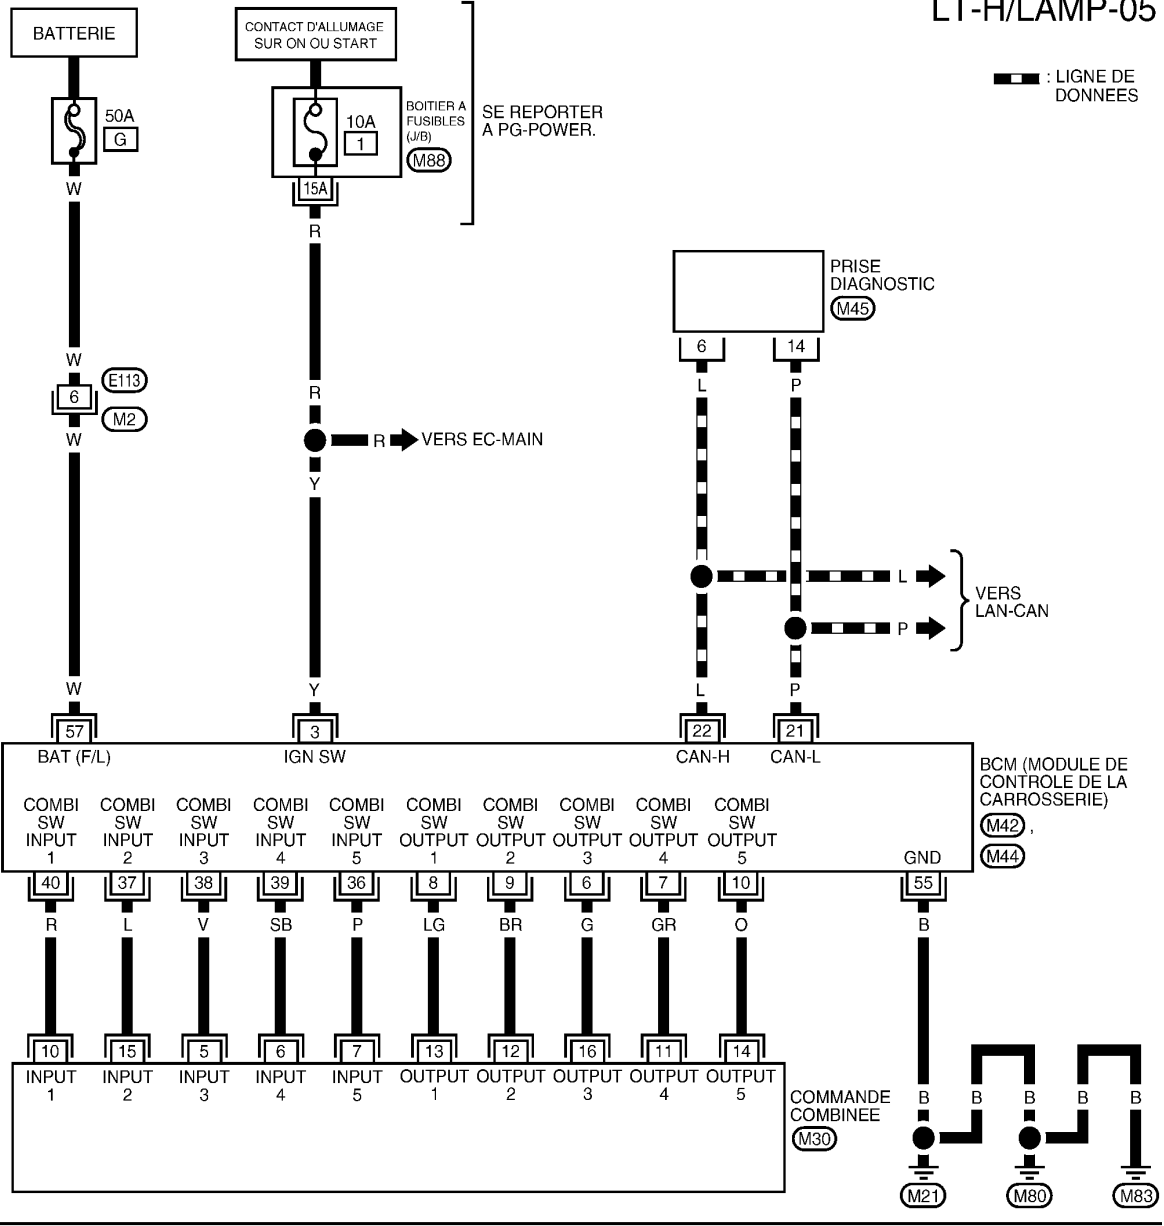 LT-H/LAMP-05
BATTERIE
CONTACT D'ALLUMAGE
SUR ON OU START
: LIGNE DE
DONNEES
50A
G
10A
1
BOITIER A
FUSIBLES
(J/B)
M88
SE REPORTER
A PG-POWER.
15A
W
R
PRISE
DIAGNOSTIC
M45
6
14
W
E113
6
M2
W
R
L
P
R
VERS EC-MAIN
Y
L
P
VERS
LAN-CAN
W
Y
L
P
57
3
22
21
BAT (F/L)
IGN SW
CAN-H
CAN-L
BCM (MODULE DE
CONTROLE DE LA
CARROSSERIE)
M42 ,
M44
COMBI
SW
INPUT
1
COMBI
SW
INPUT
2
COMBI
SW
INPUT
3
COMBI
SW
INPUT
4
COMBI
SW
INPUT
5
COMBI
SW
OUTPUT
1
COMBI
SW
OUTPUT
2
COMBI
SW
OUTPUT
3
COMBI
SW
OUTPUT
4
COMBI
SW
OUTPUT
5
GND
40
37
38
39
36
8
9
6
7
10
55
R
L
V
SB
P
LG
BR
G
GR
O
B
10
15
5
6
7
13
12
16
11
14
INPUT
1
INPUT
2
INPUT
3
INPUT
4
INPUT
5
OUTPUT
1
OUTPUT
2
OUTPUT
3
OUTPUT
4
OUTPUT
5
COMMANDE
COMBINEE
M30
B
B
B
B
B
M21
M80
M83